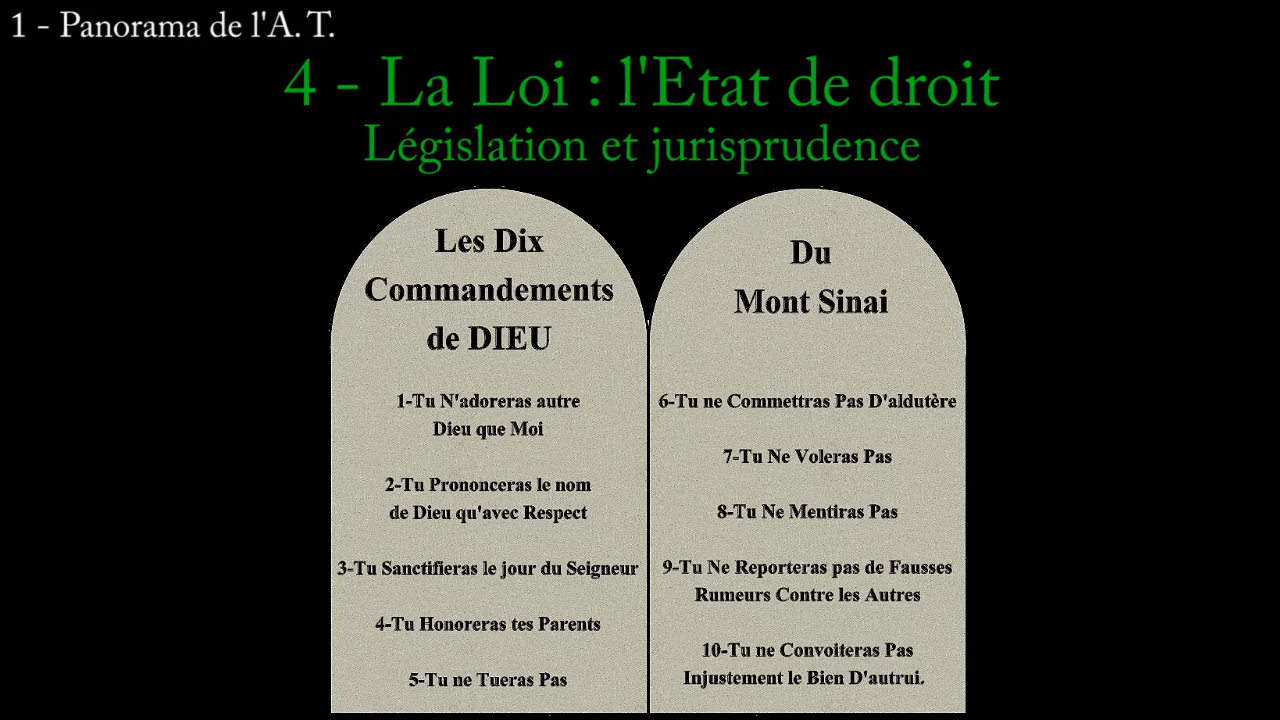 1 - Panorama de l'A. T.
4 - La Loi : l'Etat de droit
Législation et jurisprudence
Les Dix
Commandements
de DIEU
1-Tu N'adoreras autre
Dieu que Moi
2-Tu Prononceras le nom
de Dieu qu'avec Respect
3-Tu Sanctifieras le jour du Seigneur
4-Tu Honoreras tes Parents
5-Tu ne Tueras Pas
Du
Mont Sinai
6-Tu ne Commettras Pas D'aldutère
7-Tu Ne Voleras Pas
8-Tu Ne Mentiras Pas
9-Tu Ne Reporteras pas de Fausses
Rumeurs Contre les Autres
10-Tu ne Convoiteras Pas
Injustement le Bien D'autrui.